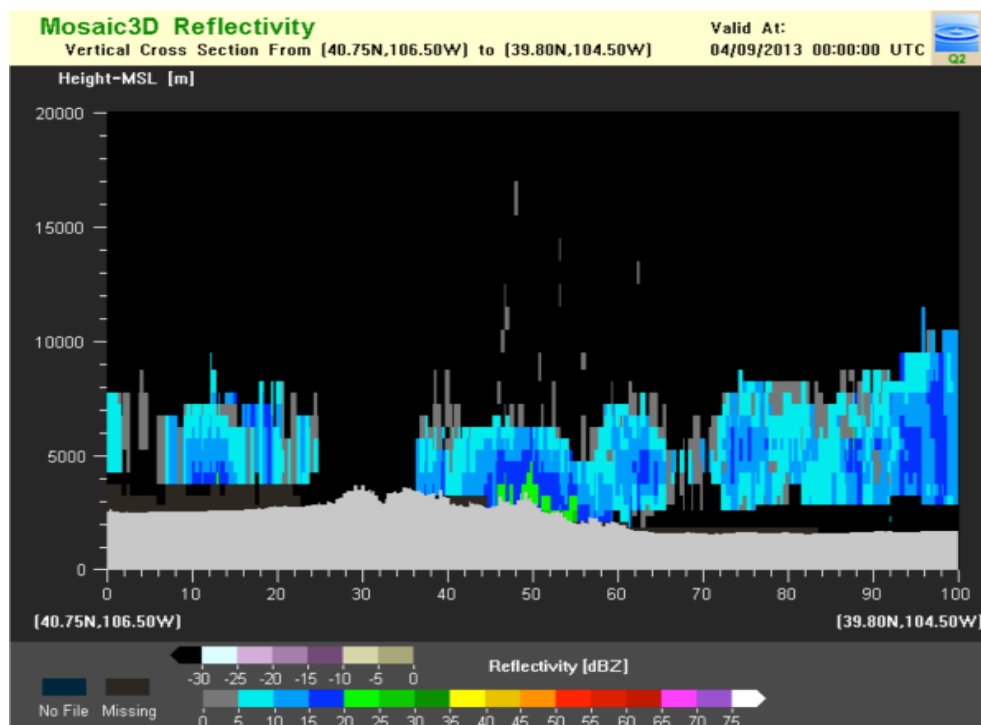 Mosaic3D Reflectivity
Vertical Cross Section From (40.75N,106.50W) to (39.80N,104.50W)
Valid At:
04/09/2013 00:00:00 UTC
Q2
Height-MSL [m]
20000
15000
10000
5000
0
0 10 20 30 40 50 60 70 80 90 100
(40.75N,106.50W) (39.80N,104.50W)
-30 -25 -20 -15 -10 -5 0
Reflectivity [dBZ]
No File Missing
0 5 10 15 20 25 30 35 40 45 50 55 60 65 70 75